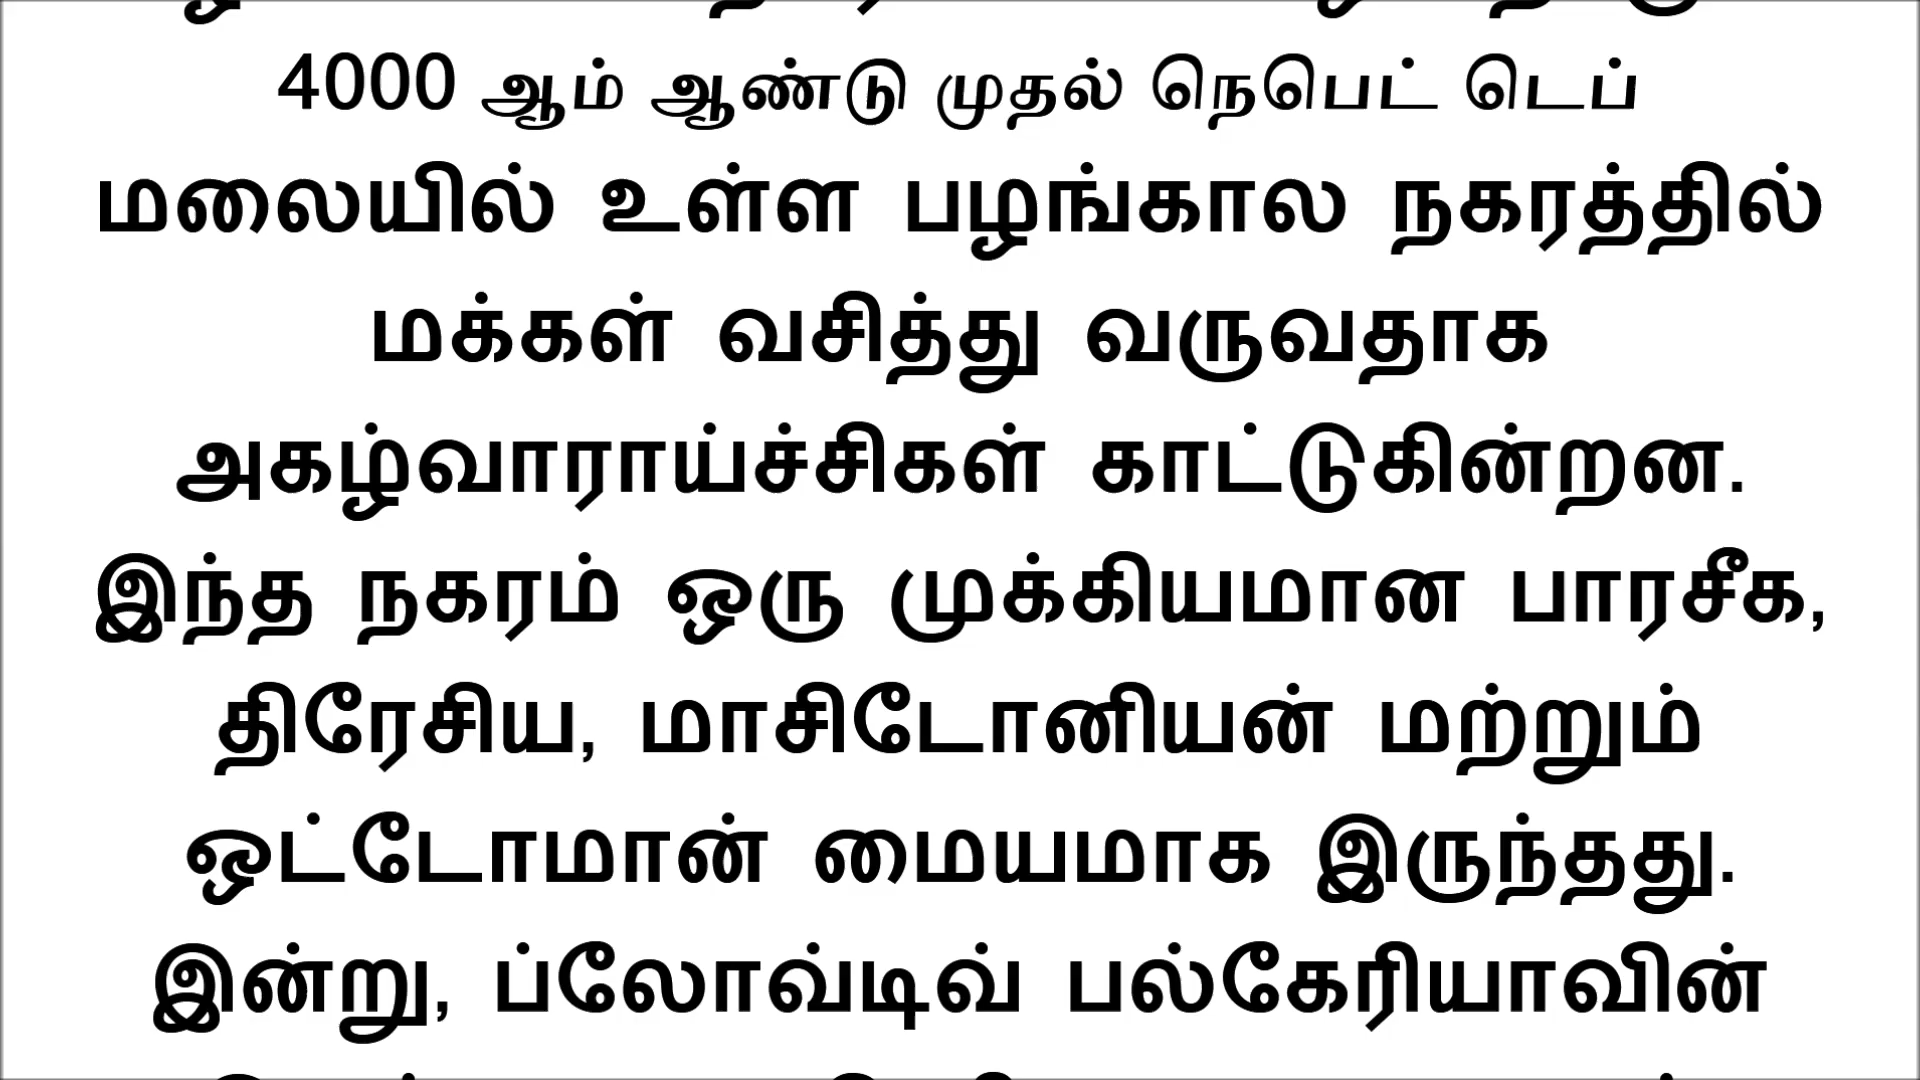 4000 ஆம் ஆண்டு முதல் நெபெட் டெப்
மலையில் உள்ள பழங்கால நகரத்தில்
மக்கள் வசித்து வருவதாக
அகழ்வாராய்ச்சிகள் காட்டுகின்றன.
இந்த நகரம் ஒரு முக்கியமான பாரசீக,
திரேசிய, மாசிடோனியன் மற்றும்
ஒட்டோமான் மையமாக இருந்தது.
இன்று, ப்லோவ்டிவ் பல்கேரியாவின்